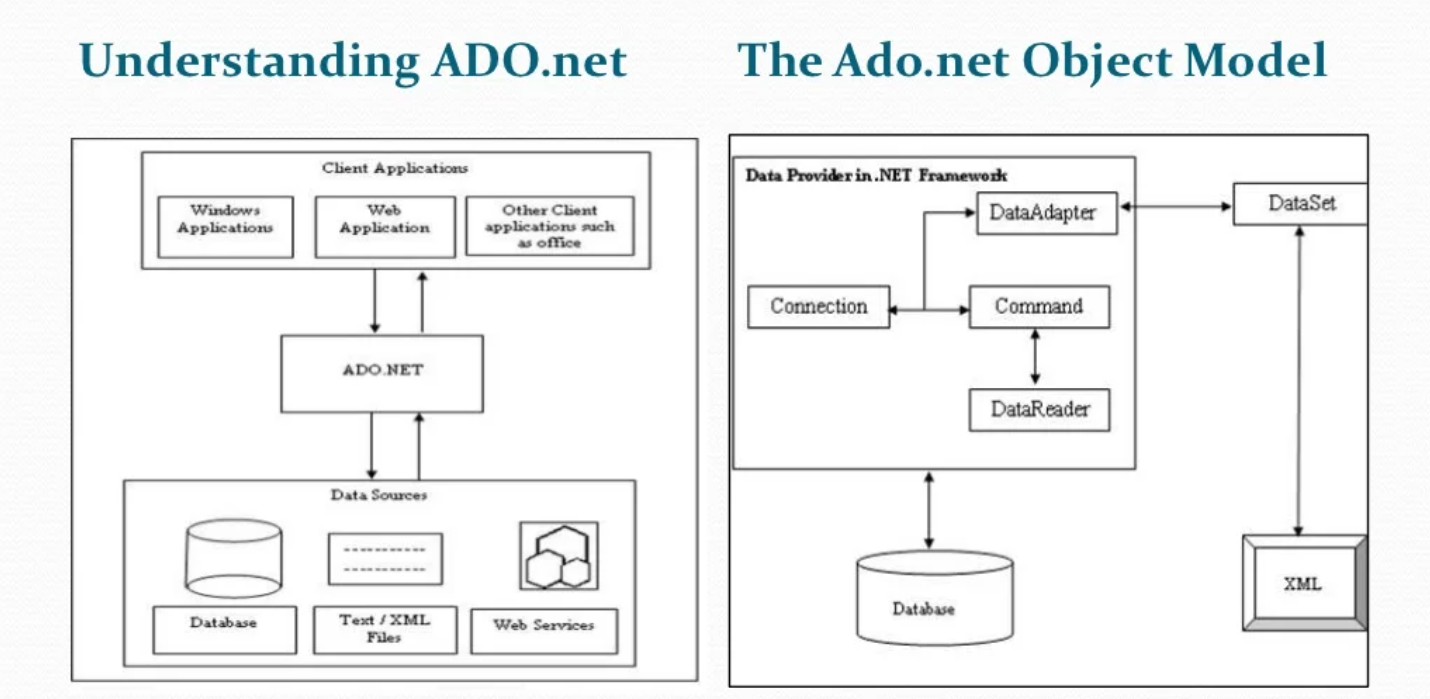 Understanding ADO.net
Client Applications
Windows
Applications
Web
Application
Other Client
applications such
as office
ADO.NET
Data Sources
Database
Text / XML
Files
Web Services
The Ado.net Object Model
Data Provider in .NET Framework
DataAdapter
DataSet
Connection
Command
DataReader
Database
XML